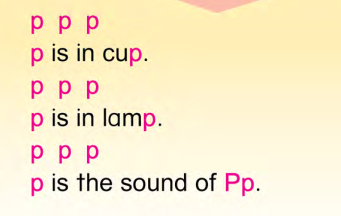 p p p
p is in cup.
p p p
p is in lamp.
p p p
p is the sound of Pp.